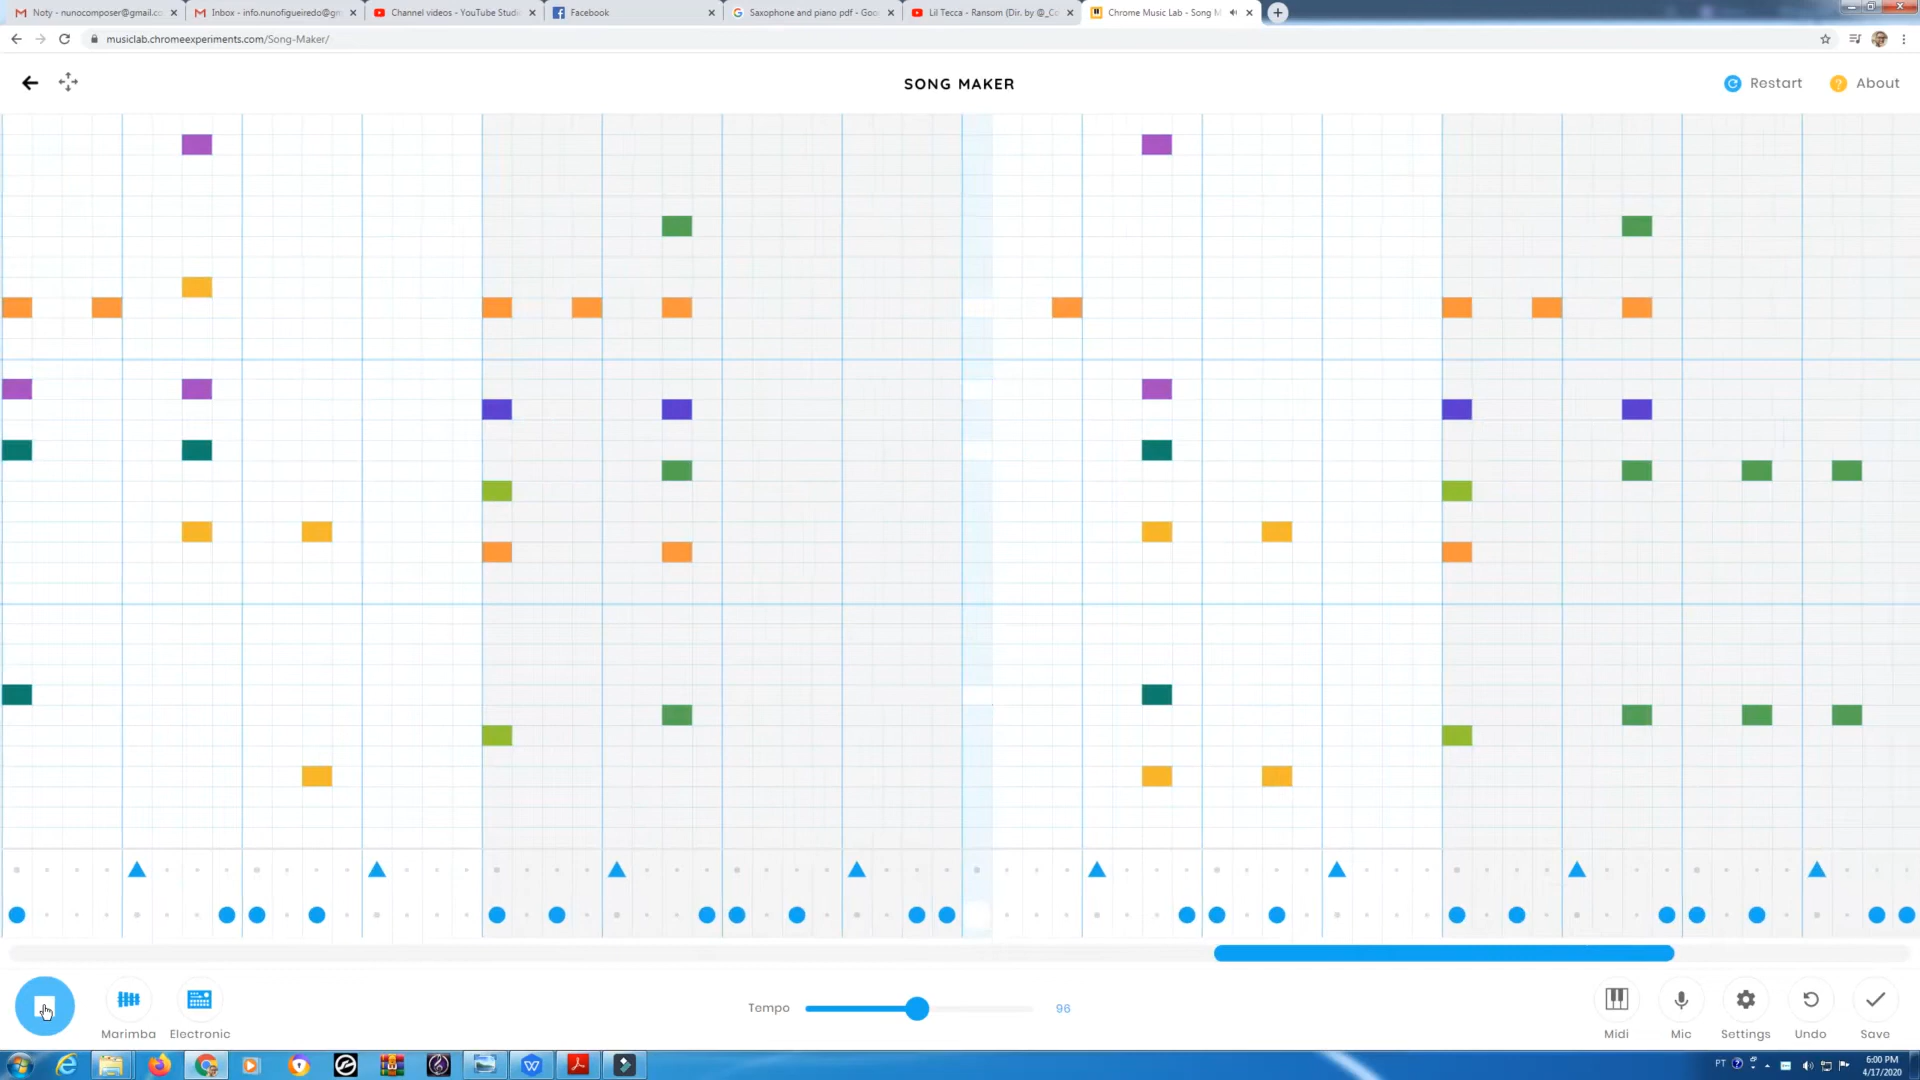 Noty - nunocomposer@gmail.co
Inbox - info.nunofigueiredo@gm
Channel videos - YouTube Studi
Facebook
Saxophone and piano pdf - Goo
Lil Tecca - Ransom (Dir. by @_Co
Chrome Music Lab - Song M
musiclab.chromeexperiments.com/Song-Maker/
SONG MAKER
Restart
? About
Marimba
Electronic
Tempo
96
Midi
Mic
Settings
Undo
Save
PT
6:00 PM
4/17/2020